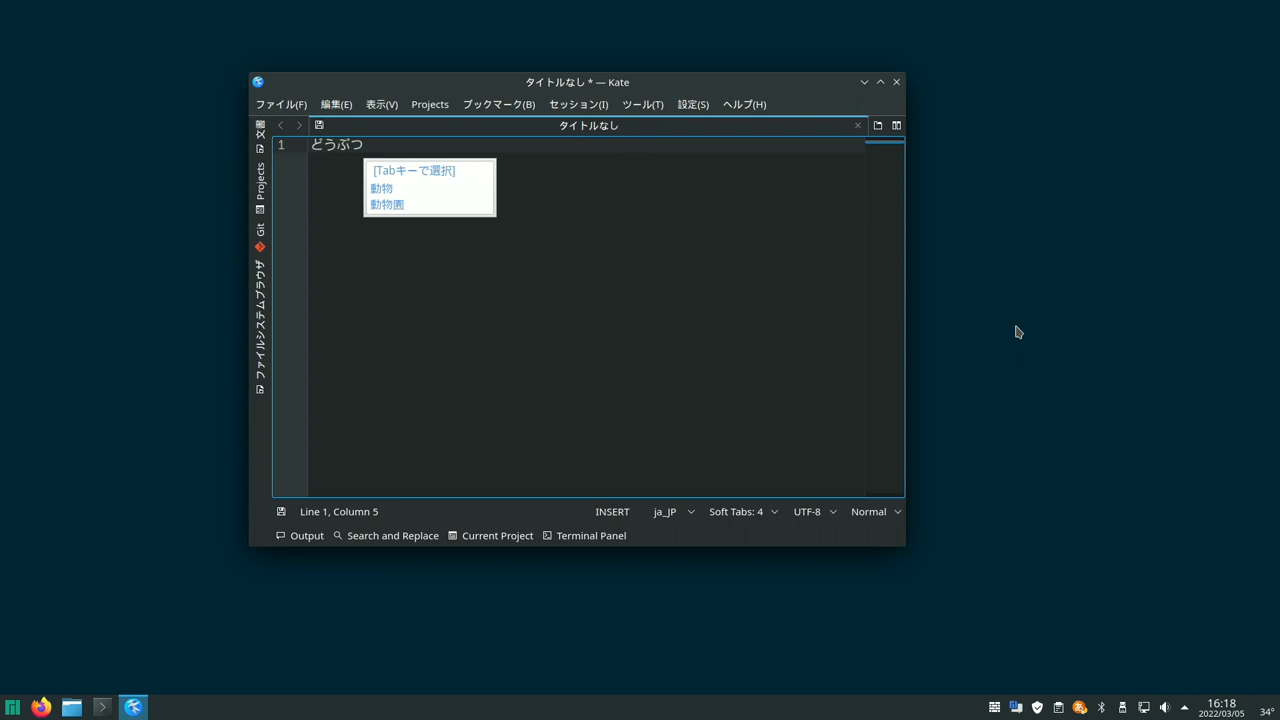 タイトルなし * — Kate
ファイル(F) 編集(E) 表示(V) Projects ブックマーク(B) セッション(I) ツール(T) 設定(S) ヘルプ(H)
タイトルなし
文書
Projects
Git
ファイルシステムブラウザ
1 どうぶつ
[Tabキーで選択]
動物
動物園
Line 1, Column 5 INSERT ja_JP Soft Tabs: 4 UTF-8 Normal
Output Search and Replace Current Project Terminal Panel
あ
16:18
2022/03/05
34°